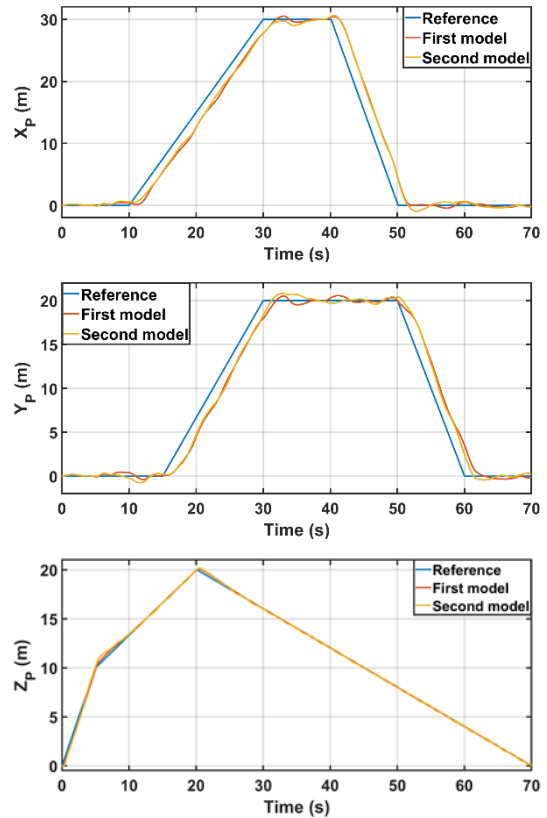 30
20
10
0
X_P (m)
Reference
First model
Second model
0 10 20 30 40 50 60 70
Time (s)
20
15
10
5
0
Y_P (m)
Reference
First model
Second model
0 10 20 30 40 50 60 70
Time (s)
20
15
10
5
0
Z_P (m)
Reference
First model
Second model
0 10 20 30 40 50 60 70
Time (s)